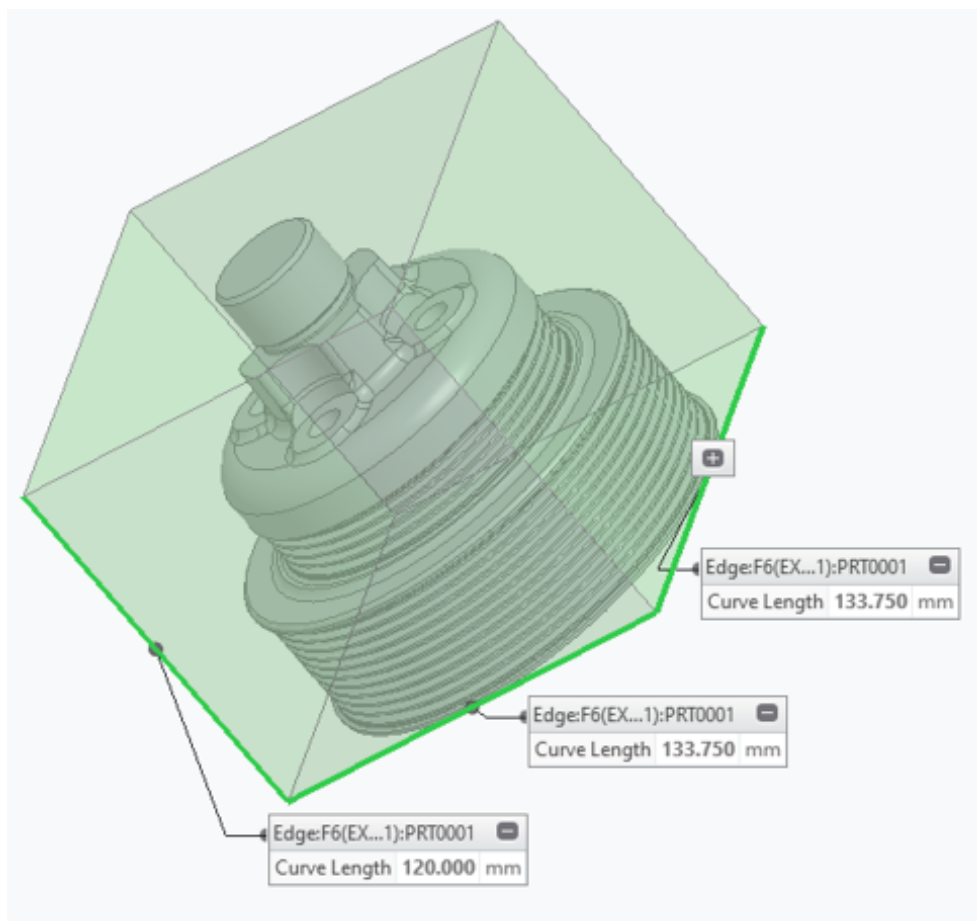 Edge:F6(EX...1):PRT0001
Curve Length 133.750 mm
Edge:F6(EX...1):PRT0001
Curve Length 133.750 mm
Edge:F6(EX...1):PRT0001
Curve Length 120.000 mm